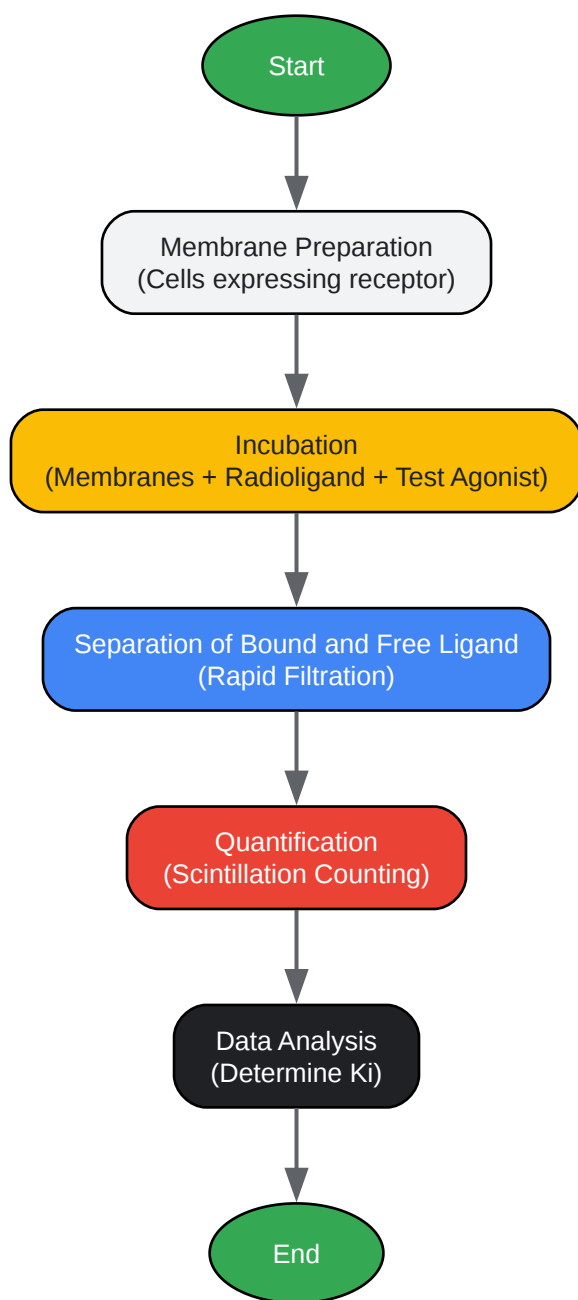 Start
Membrane Preparation
(Cells expressing receptor)
Incubation
(Membranes + Radioligand + Test Agonist)
Separation of Bound and Free Ligand
(Rapid Filtration)
Quantification
(Scintillation Counting)
Data Analysis
(Determine Ki)
End